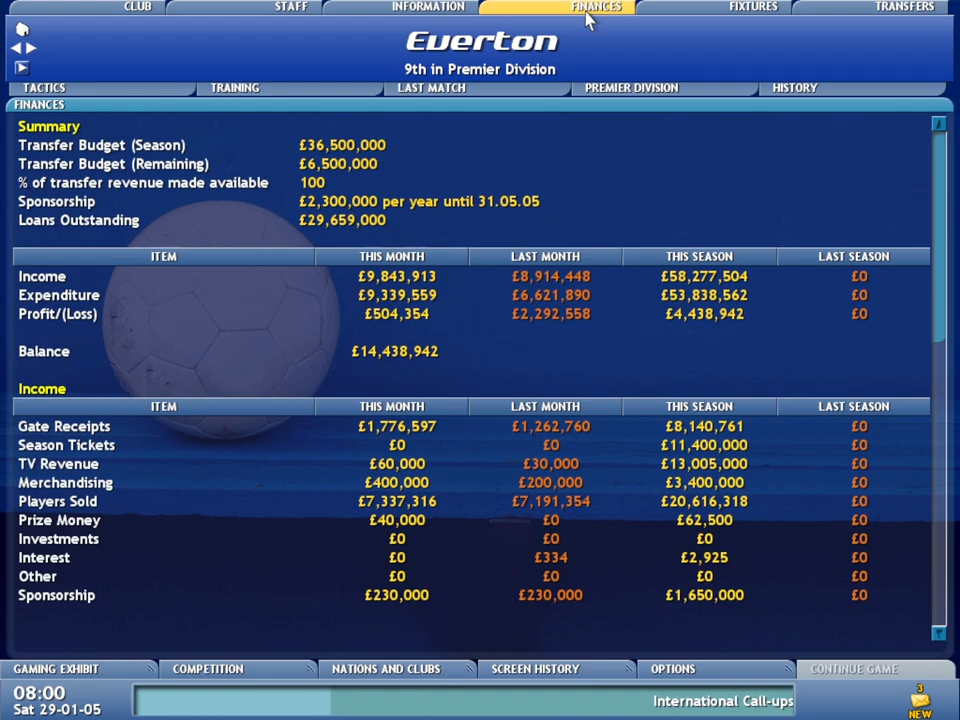 CLUB STAFF INFORMATION FINANCES FIXTURES TRANSFERS
Everton
9th in Premier Division
TACTICS TRAINING LAST MATCH PREMIER DIVISION HISTORY
FINANCES
Summary
Transfer Budget (Season) £36,500,000
Transfer Budget (Remaining) £6,500,000
% of transfer revenue made available 100
Sponsorship £2,300,000 per year until 31.05.05
Loans Outstanding £29,659,000
ITEM THIS MONTH LAST MONTH THIS SEASON LAST SEASON
Income £9,843,913 £8,914,448 £58,277,504 £0
Expenditure £9,339,559 £6,621,890 £53,838,562 £0
Profit/(Loss) £504,354 £2,292,558 £4,438,942 £0
Balance £14,438,942
Income
ITEM THIS MONTH LAST MONTH THIS SEASON LAST SEASON
Gate Receipts £1,776,597 £1,262,760 £8,140,761 £0
Season Tickets £0 £0 £11,400,000 £0
TV Revenue £60,000 £30,000 £13,005,000 £0
Merchandising £400,000 £200,000 £3,400,000 £0
Players Sold £7,337,316 £7,191,354 £20,616,318 £0
Prize Money £40,000 £0 £62,500 £0
Investments £0 £0 £0 £0
Interest £0 £334 £2,925 £0
Other £0 £0 £0 £0
Sponsorship £230,000 £230,000 £1,650,000 £0
GAMING EXHIBIT COMPETITION NATIONS AND CLUBS SCREEN HISTORY OPTIONS CONTINUE GAME
08:00
Sat 29-01-05
International Call-ups
3
NEW